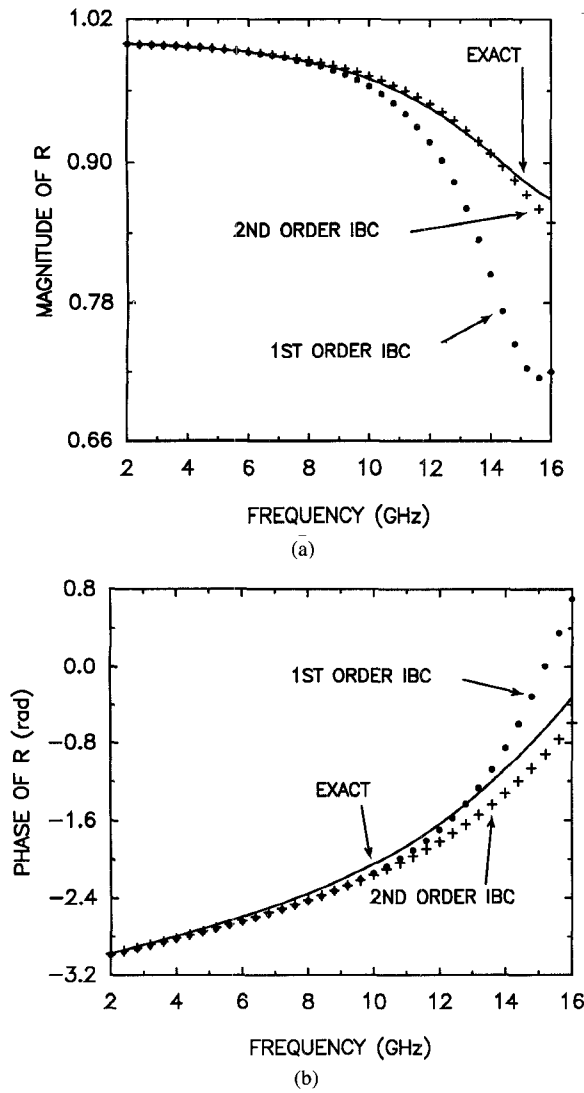 1.02
0.90
0.78
0.66
MAGNITUDE OF R
EXACT
2ND ORDER IBC
1ST ORDER IBC
2 4 6 8 10 12 14 16
FREQUENCY (GHz)
(a)
0.8
0.0
−0.8
−1.6
−2.4
−3.2
PHASE OF R (rad)
1ST ORDER IBC
EXACT
2ND ORDER IBC
2 4 6 8 10 12 14 16
FREQUENCY (GHz)
(b)